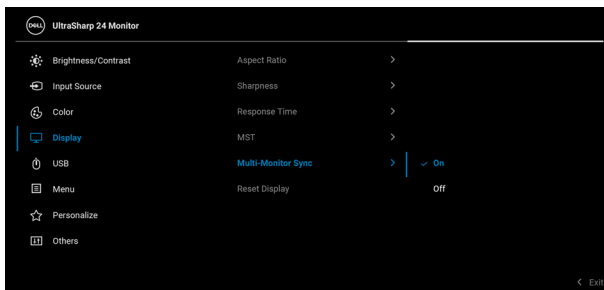 DELL UltraSharp 24 Monitor
Brightness/Contrast Aspect Ratio
Input Source Sharpness
Color Response Time
Display MST
USB Multi-Monitor Sync On
Menu Reset Display Off
Personalize
Others
Exit